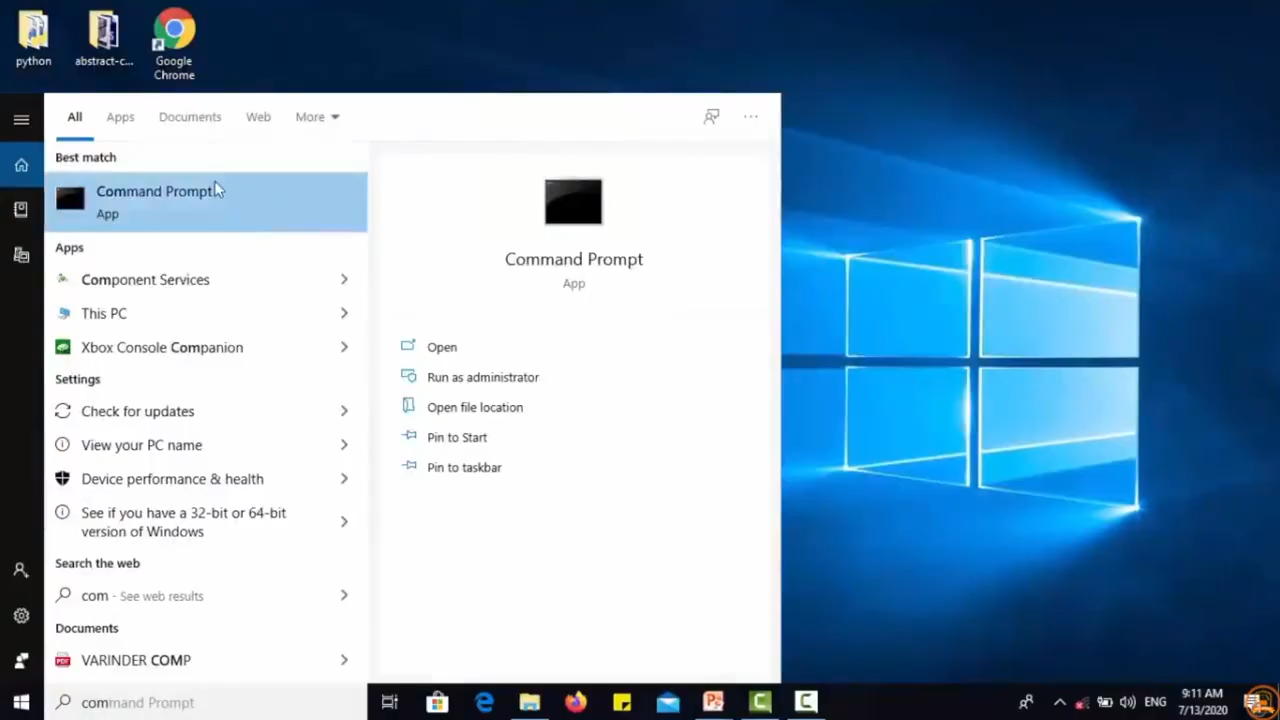 python
abstract-c...
Google
Chrome
All
Apps
Documents
Web
More
Best match
Command Prompt
App
Apps
Component Services
This PC
Xbox Console Companion
Settings
Check for updates
View your PC name
Device performance & health
See if you have a 32-bit or 64-bit
version of Windows
Search the web
com - See web results
Documents
VARINDER COMP
command Prompt
Command Prompt
App
Open
Run as administrator
Open file location
Pin to Start
Pin to taskbar
ENG
9:11 AM
7/13/2020